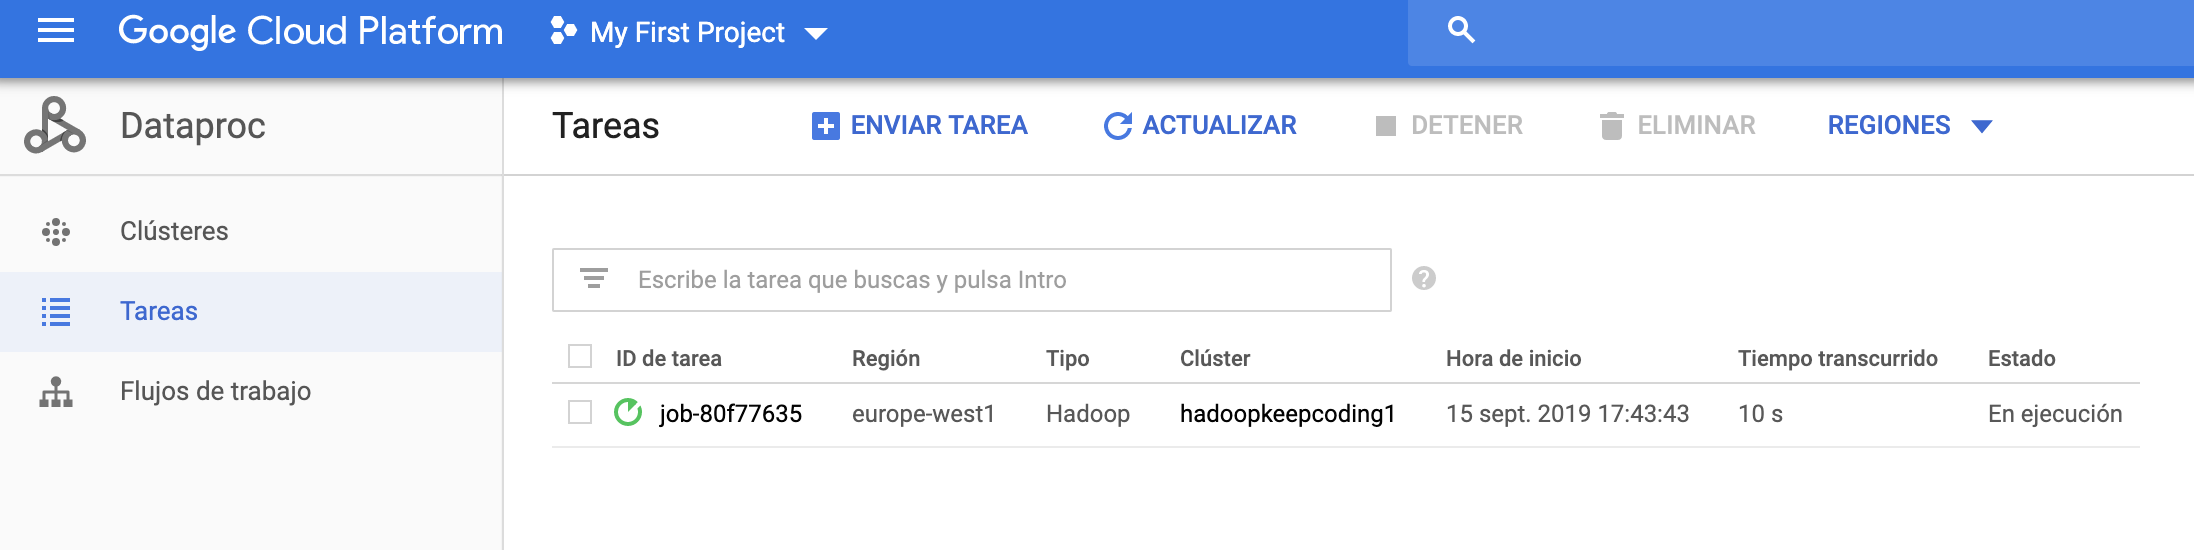 Google Cloud Platform My First Project
Dataproc Tareas ENVIAR TAREA ACTUALIZAR DETENER ELIMINAR REGIONES
Clústeres
Tareas
Flujos de trabajo
Escribe la tarea que buscas y pulsa Intro ?
ID de tarea Región Tipo Clúster Hora de inicio Tiempo transcurrido Estado
job-80f77635 europe-west1 Hadoop hadoopkeepcoding1 15 sept. 2019 17:43:43 10 s En ejecución